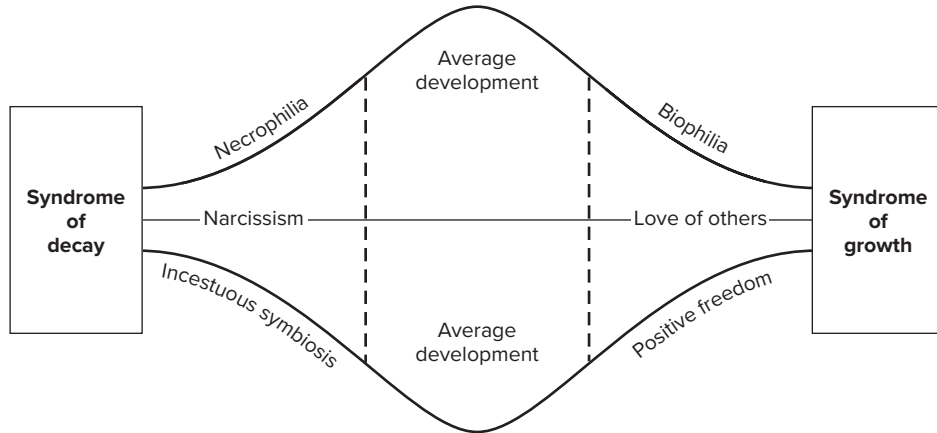 Average
development
Necrophilia
Biophilia
Syndrome
of
decay
Narcissism
Love of others
Syndrome
of
growth
Incestuous symbiosis
Average
development
Positive freedom